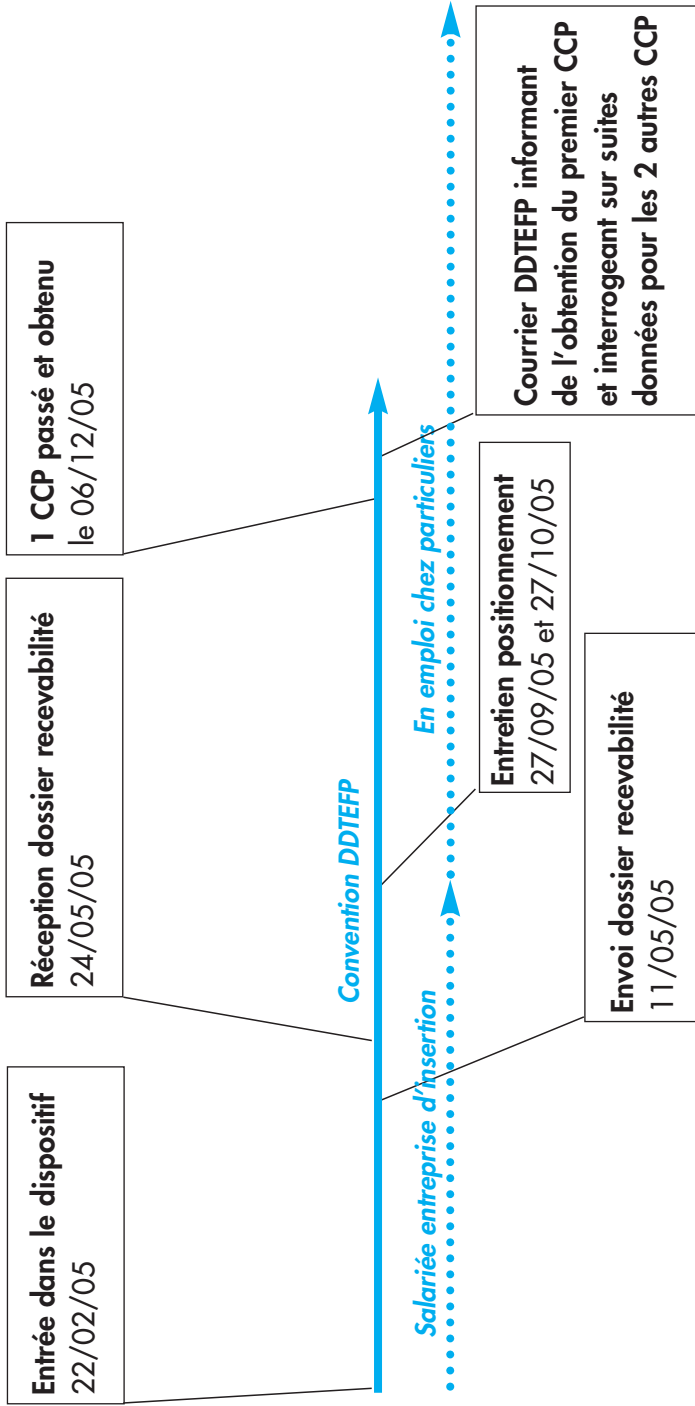 Entrée dans le dispositif
22/02/05
Réception dossier recevabilité
24/05/05
1 CCP passé et obtenu
le 06/12/05
Convention DDTEFP
Salariée entreprise d'insertion
En emploi chez particuliers
Envoi dossier recevabilité
11/05/05
Entretien positionnement
27/09/05 et 27/10/05
Courrier DDTEFP informant
de l'obtention du premier CCP
et interrogeant sur suites
données pour les 2 autres CCP